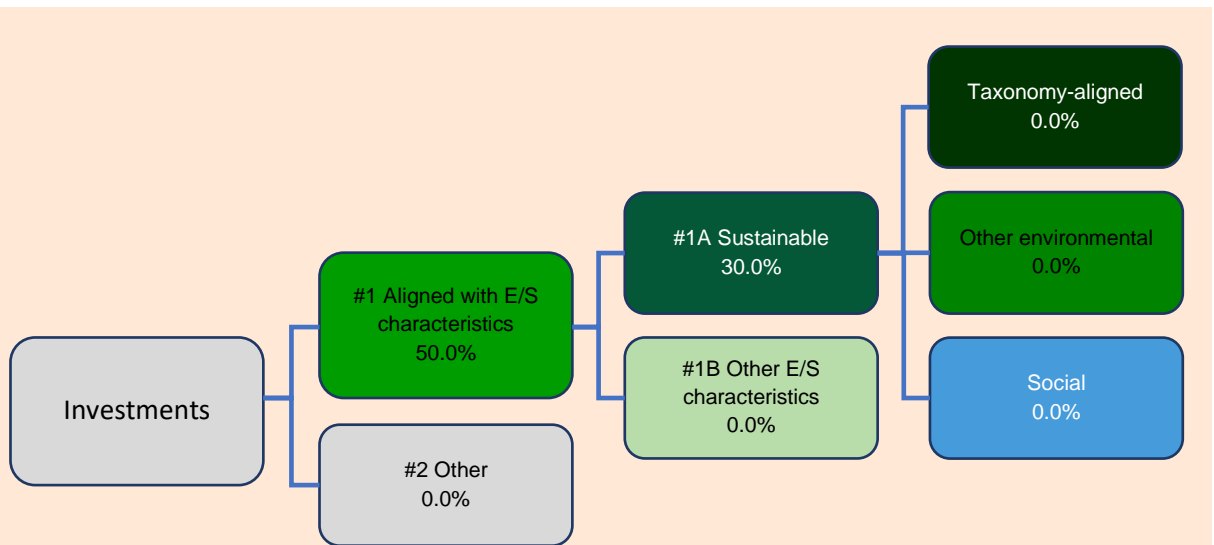 Investments
#1 Aligned with E/S
characteristics
50.0%
#2 Other
0.0%
#1A Sustainable
30.0%
#1B Other E/S
characteristics
0.0%
Taxonomy-aligned
0.0%
Other environmental
0.0%
Social
0.0%